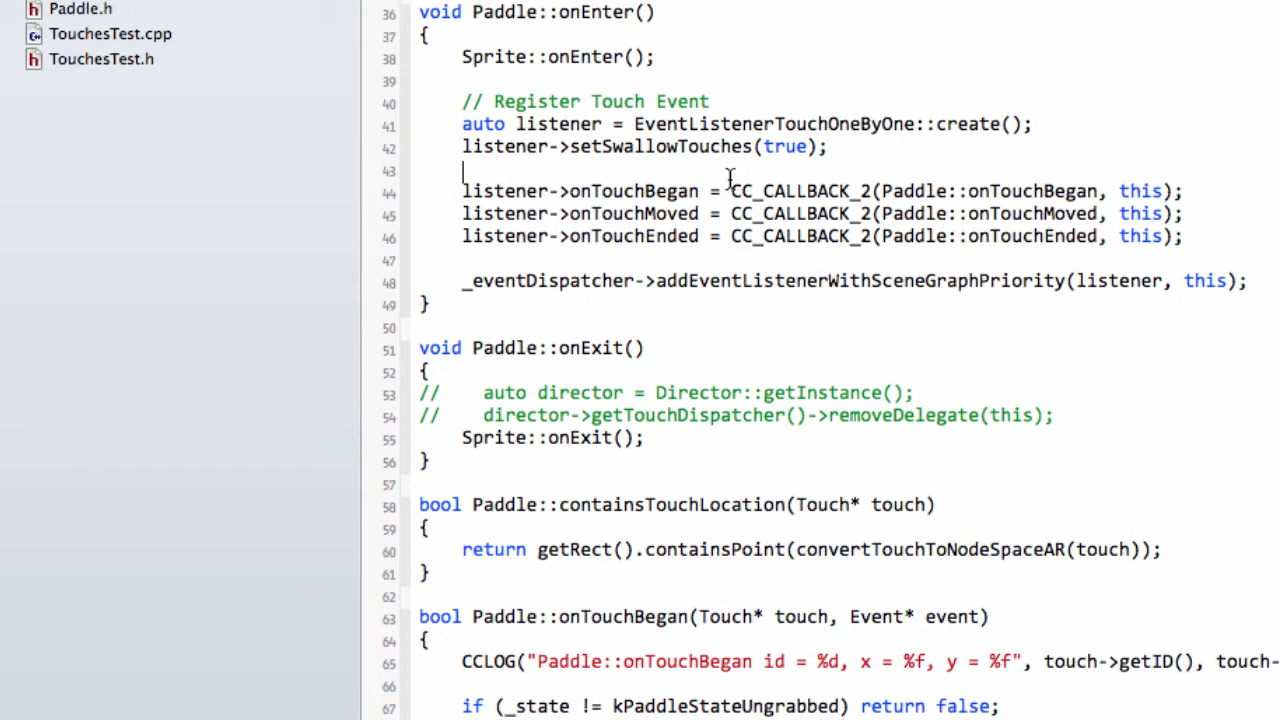 Paddle.h
TouchesTest.cpp
TouchesTest.h
36 void Paddle::onEnter()
37 {
38 Sprite::onEnter();
39
40 // Register Touch Event
41 auto listener = EventListenerTouchOneByOne::create();
42 listener->setSwallowTouches(true);
43
44 listener->onTouchBegan = CC_CALLBACK_2(Paddle::onTouchBegan, this);
45 listener->onTouchMoved = CC_CALLBACK_2(Paddle::onTouchMoved, this);
46 listener->onTouchEnded = CC_CALLBACK_2(Paddle::onTouchEnded, this);
47
48 _eventDispatcher->addEventListenerWithSceneGraphPriority(listener, this);
49 }
50
51 void Paddle::onExit()
52 {
53 // auto director = Director::getInstance();
54 // director->getTouchDispatcher()->removeDelegate(this);
55 Sprite::onExit();
56 }
57
58 bool Paddle::containsTouchLocation(Touch* touch)
59 {
60 return getRect().containsPoint(convertTouchToNodeSpaceAR(touch));
61 }
62
63 bool Paddle::onTouchBegan(Touch* touch, Event* event)
64 {
65 CCLOG("Paddle::onTouchBegan id = %d, x = %f, y = %f", touch->getID(), touch-
66
67 if (_state != kPaddleStateUngrabbed) return false;